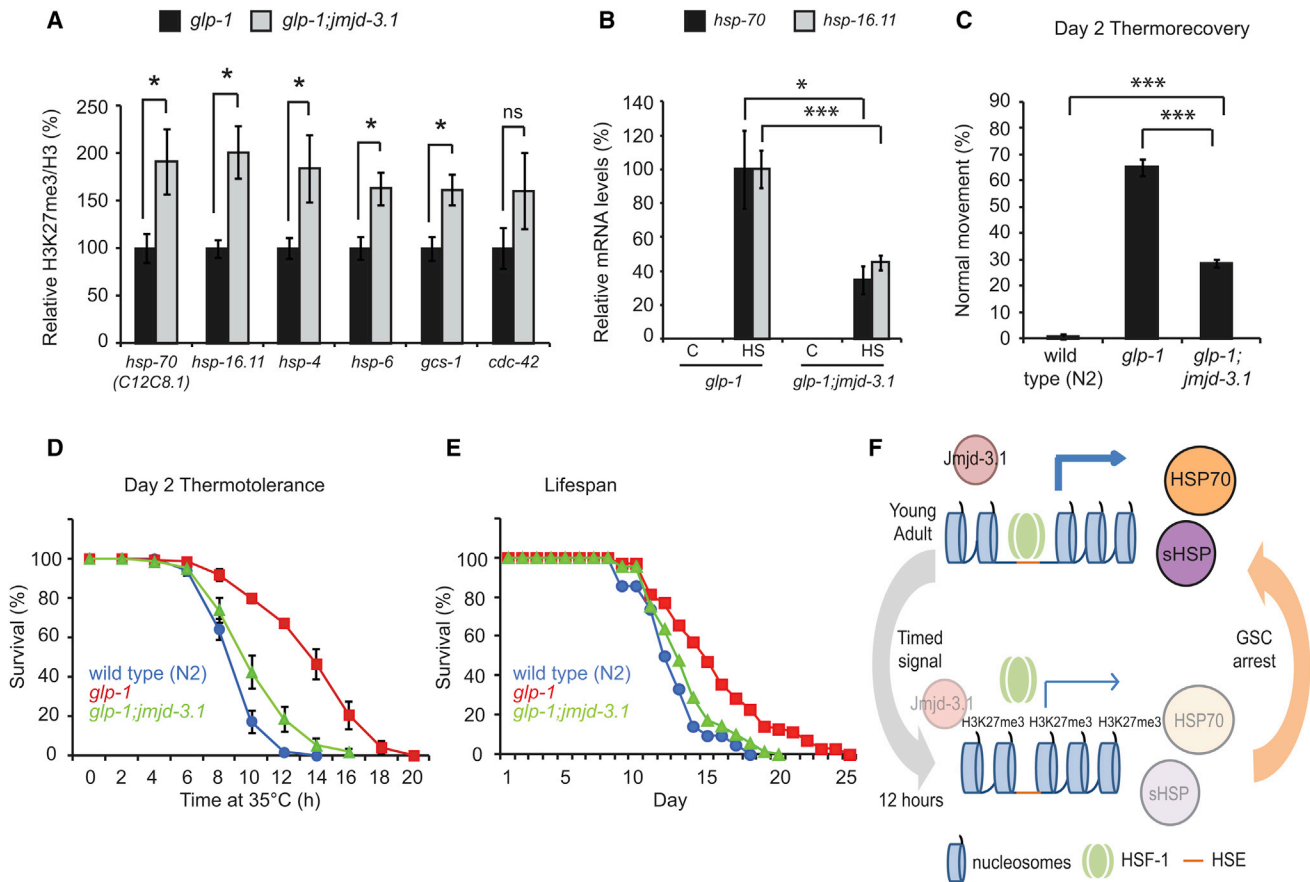 A
glp-1
glp-1;jmjd-3.1
Relative H3K27me3/H3 (%)
250
200
150
100
50
0
*
*
*
*
*
ns
hsp-70
(C12C8.1)
hsp-16.11
hsp-4
hsp-6
gcs-1
cdc-42
B
hsp-70
hsp-16.11
Relative mRNA levels (%)
140
120
100
80
60
40
20
0
*
***
C
HS
C
HS
glp-1
glp-1;jmjd-3.1
C
Day 2 Thermorecovery
Normal movement (%)
90
80
70
60
50
40
30
20
10
0
***
***
wild
type (N2)
glp-1
glp-1;
jmjd-3.1
D
Day 2 Thermotolerance
Survival (%)
100
80
60
40
20
0
wild type (N2)
glp-1
glp-1;jmjd-3.1
0 2 4 6 8 10 12 14 16 18 20
Time at 35°C (h)
E
Lifespan
Survival (%)
100
80
60
40
20
0
wild type (N2)
glp-1
glp-1;jmjd-3.1
1 5 10 15 20 25
Day
F
Jmjd-3.1
HSP70
Young
Adult
sHSP
Timed
signal
GSC
arrest
Jmjd-3.1
H3K27me3 H3K27me3 H3K27me3
HSP70
sHSP
12 hours
nucleosomes
HSF-1
HSE